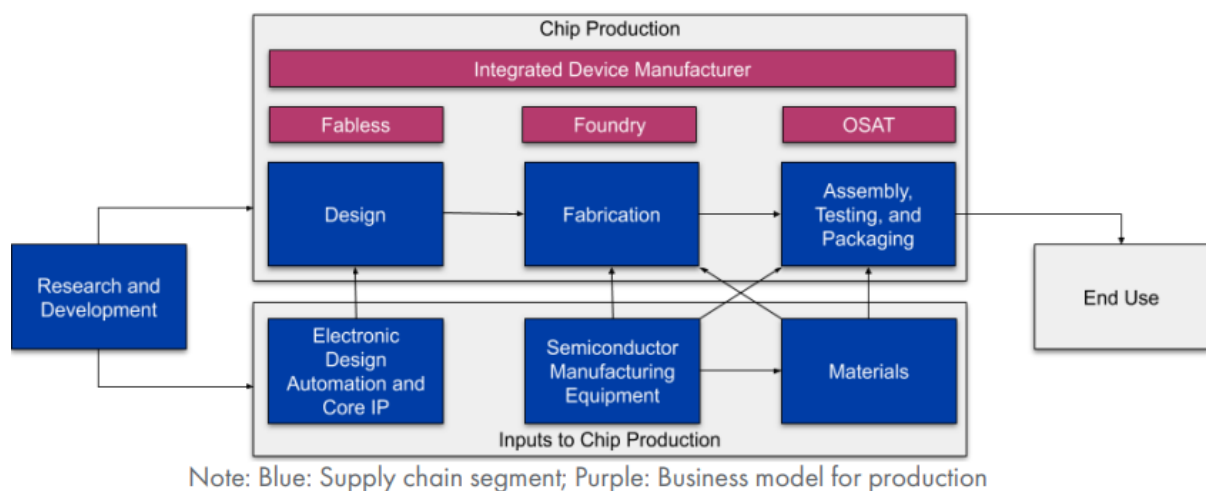 Chip Production
Integrated Device Manufacturer
Fabless
Foundry
OSAT
Design
Fabrication
Assembly,
Testing, and
Packaging
Research and
Development
End Use
Electronic
Design
Automation and
Core IP
Semiconductor
Manufacturing
Equipment
Materials
Inputs to Chip Production
Note: Blue: Supply chain segment; Purple: Business model for production